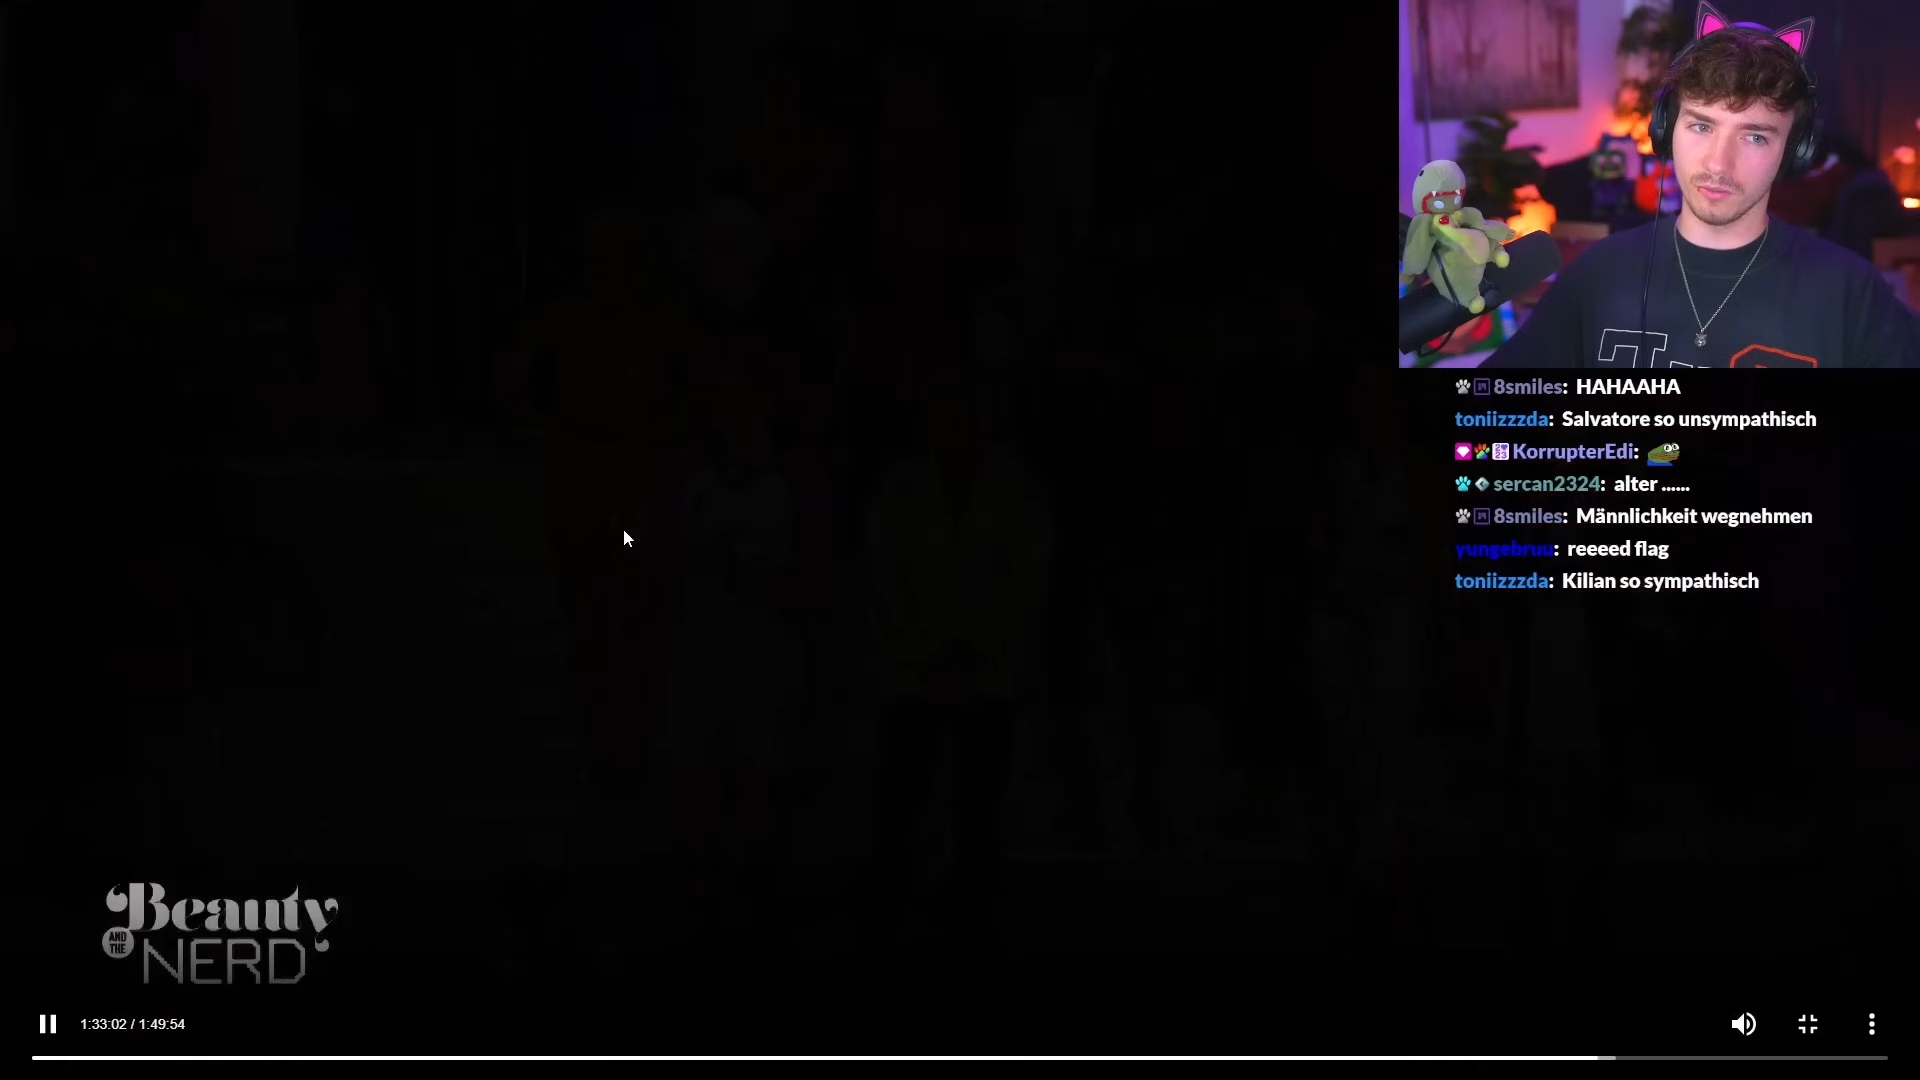 8smiles: HAHAAHA
toniizzzda: Salvatore so unsympathisch
KorrupterEdi:
sercan2324: alter ......
8smiles: Männlichkeit wegnehmen
yungebruu: reeeed flag
toniizzzda: Kilian so sympathisch
Beauty
AND THE
NERD
1:33:02 / 1:49:54